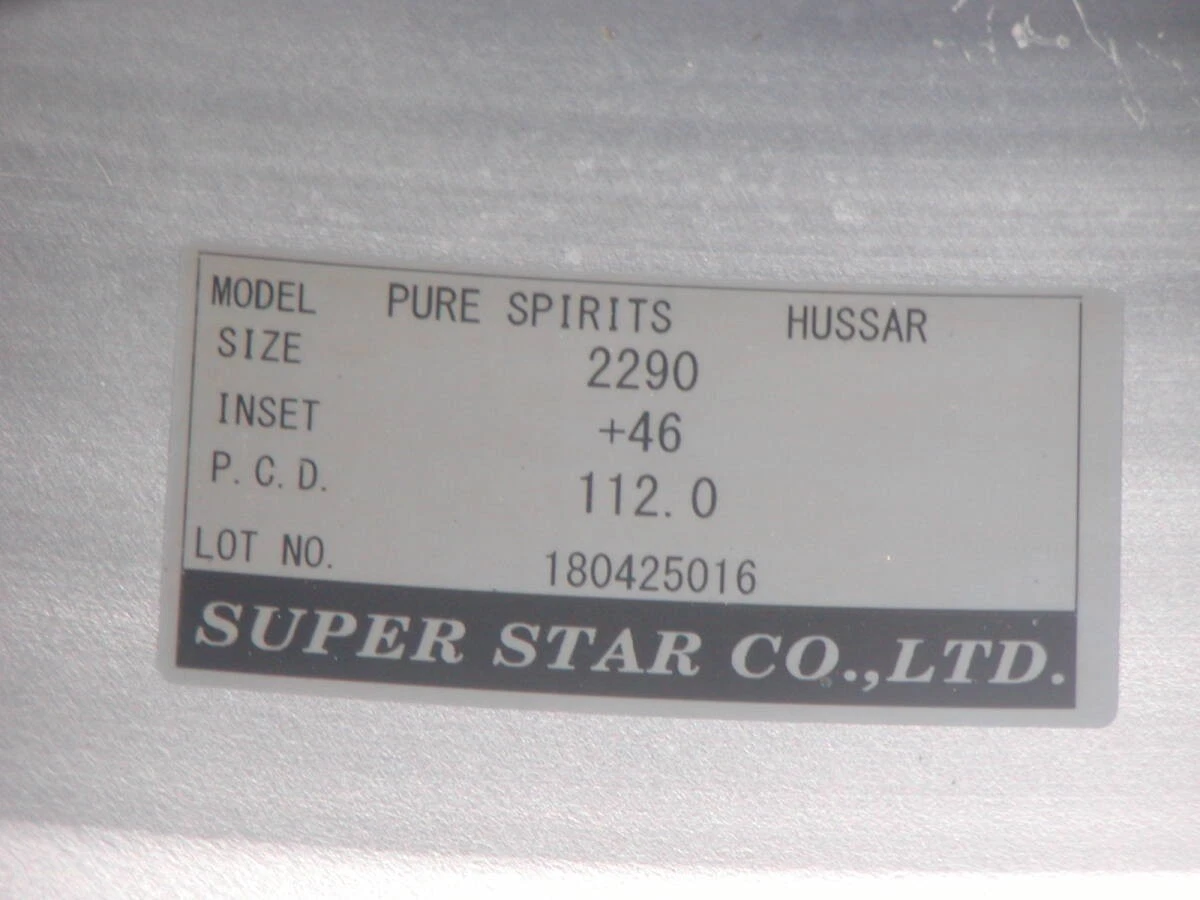 MODEL PURE SPIRITS HUSSAR
SIZE 2290
INSET +46
P.C.D. 112.0
LOT NO. 180425016
SUPER STAR CO.,LTD.